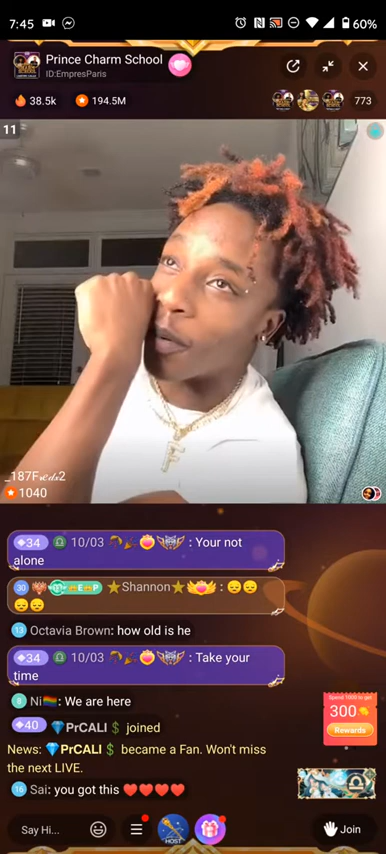 7:45
60%
Prince Charm School
ID:EmpresParis
38.5k
194.5M
773
11
_187F𝓇𝑒𝒹𝓍2
1040
34 ♎ 10/03 : Your not
alone
30 E P ⭐Shannon⭐ : 😔😔
😔😔
13 Octavia Brown: how old is he
34 ♎ 10/03 : Take your
time
8 Ni🏳️‍🌈: We are here
40 💎PrCALI💲 joined
News: 💎PrCALI💲 became a Fan. Won't miss
the next LIVE.
16 Sai: you got this ❤️❤️❤️❤️
Spend 1000 to get
300
Rewards
Say Hi...
HOST
Join